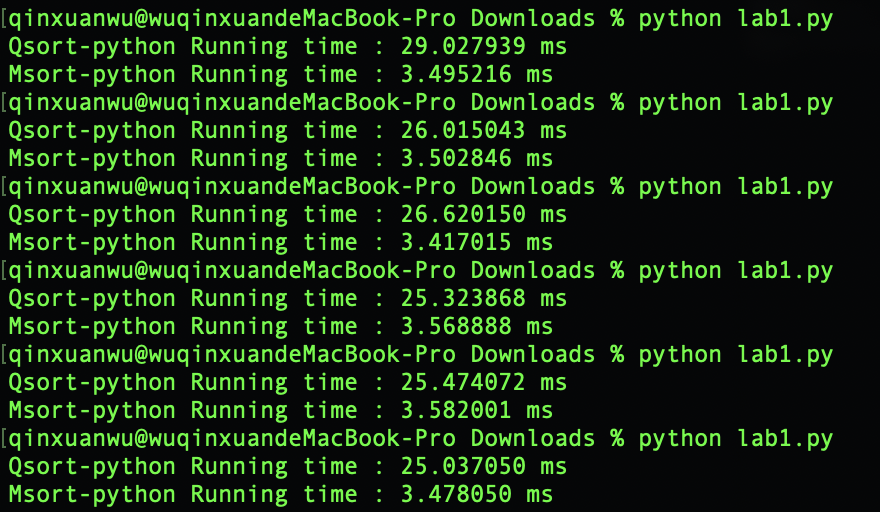 [qinxuanwu@wuqinxuandeMacBook-Pro Downloads % python lab1.py
Qsort-python Running time : 29.027939 ms
Msort-python Running time : 3.495216 ms
[qinxuanwu@wuqinxuandeMacBook-Pro Downloads % python lab1.py
Qsort-python Running time : 26.015043 ms
Msort-python Running time : 3.502846 ms
[qinxuanwu@wuqinxuandeMacBook-Pro Downloads % python lab1.py
Qsort-python Running time : 26.620150 ms
Msort-python Running time : 3.417015 ms
[qinxuanwu@wuqinxuandeMacBook-Pro Downloads % python lab1.py
Qsort-python Running time : 25.323868 ms
Msort-python Running time : 3.568888 ms
[qinxuanwu@wuqinxuandeMacBook-Pro Downloads % python lab1.py
Qsort-python Running time : 25.474072 ms
Msort-python Running time : 3.582001 ms
[qinxuanwu@wuqinxuandeMacBook-Pro Downloads % python lab1.py
Qsort-python Running time : 25.037050 ms
Msort-python Running time : 3.478050 ms